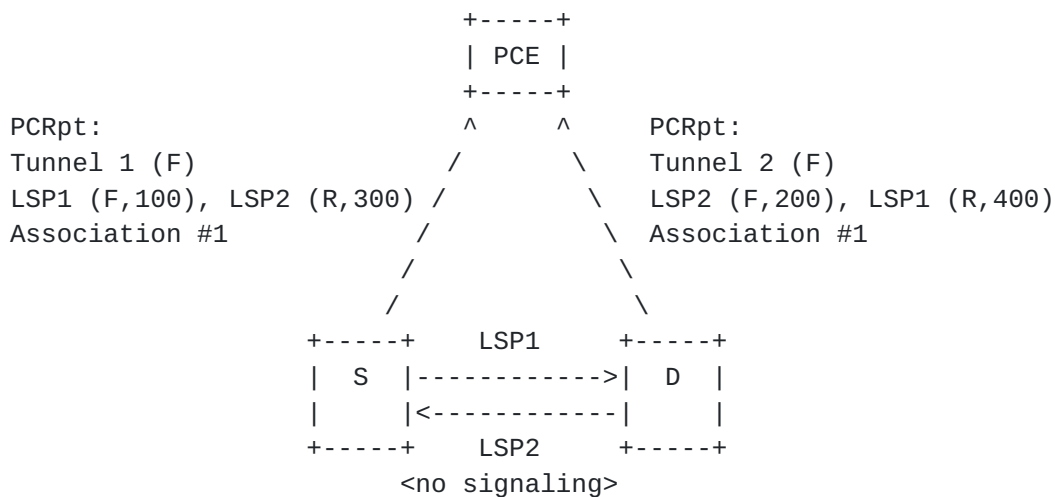 PCE
PCRpt: PCRpt:
Tunnel 1 (F) Tunnel 2 (F)
LSP1 (F,100), LSP2 (R,300) LSP2 (F,200), LSP1 (R,400)
Association #1 Association #1
LSP1
S D
LSP2
<no signaling>